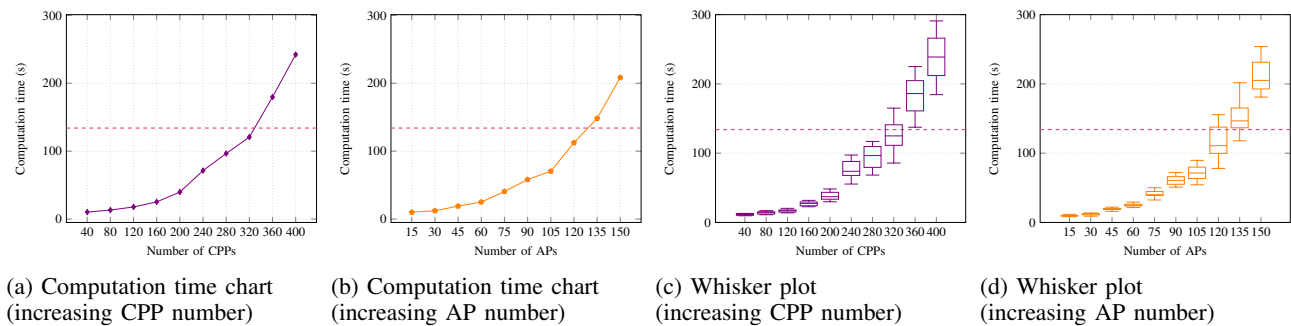 300
200
100
0
Computation time (s)
40 80 120 160 200 240 280 320 360 400
Number of CPPs
(a) Computation time chart
(increasing CPP number)
300
200
100
0
Computation time (s)
15 30 45 60 75 90 105 120 135 150
Number of APs
(b) Computation time chart
(increasing AP number)
300
200
100
0
Computation time (s)
40 80 120 160 200 240 280 320 360 400
Number of CPPs
(c) Whisker plot
(increasing CPP number)
300
200
100
0
Computation time (s)
15 30 45 60 75 90 105 120 135 150
Number of APs
(d) Whisker plot
(increasing AP number)